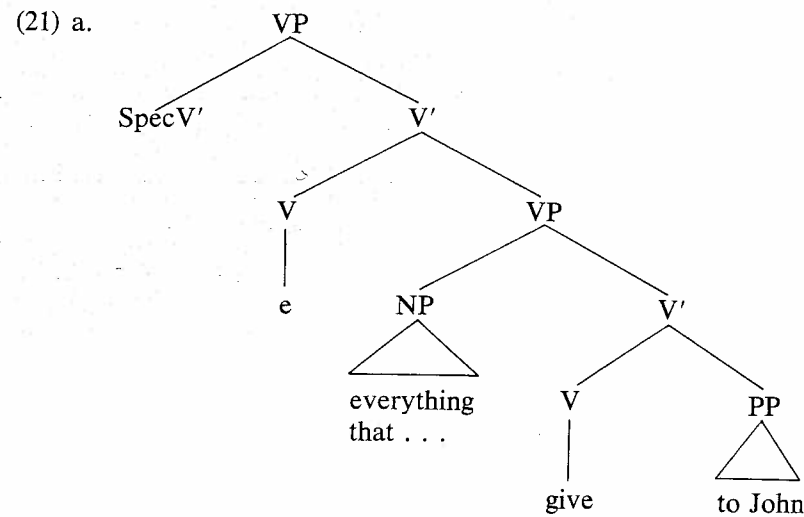 (21) a.
VP
SpecV′ V′
V VP
e NP V′
everything V PP
that . . .
give to John